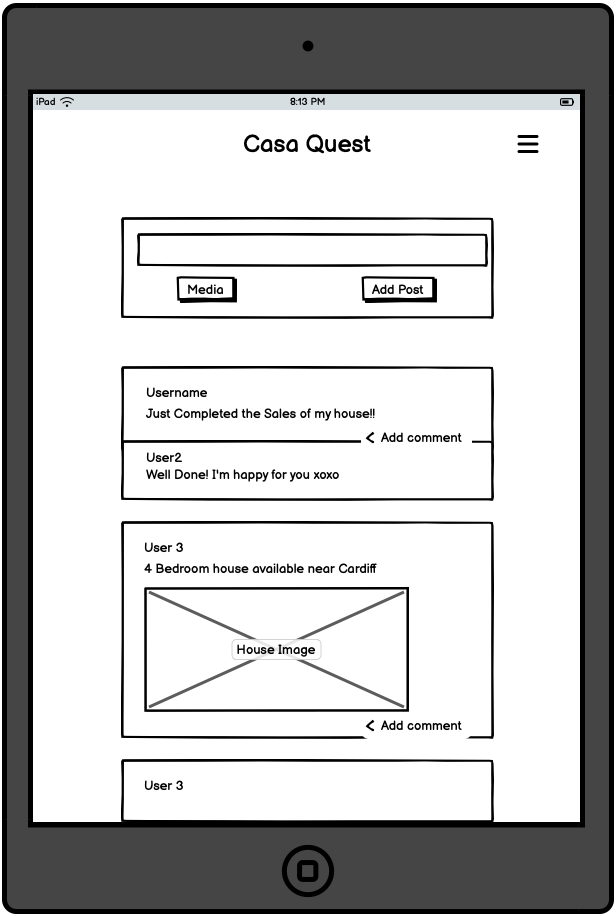 iPad 8:13 PM
Casa Quest
Media Add Post
Username
Just Completed the Sales of my house!!
Add comment
User2
Well Done! I'm happy for you xoxo
User 3
4 Bedroom house available near Cardiff
House Image
Add comment
User 3